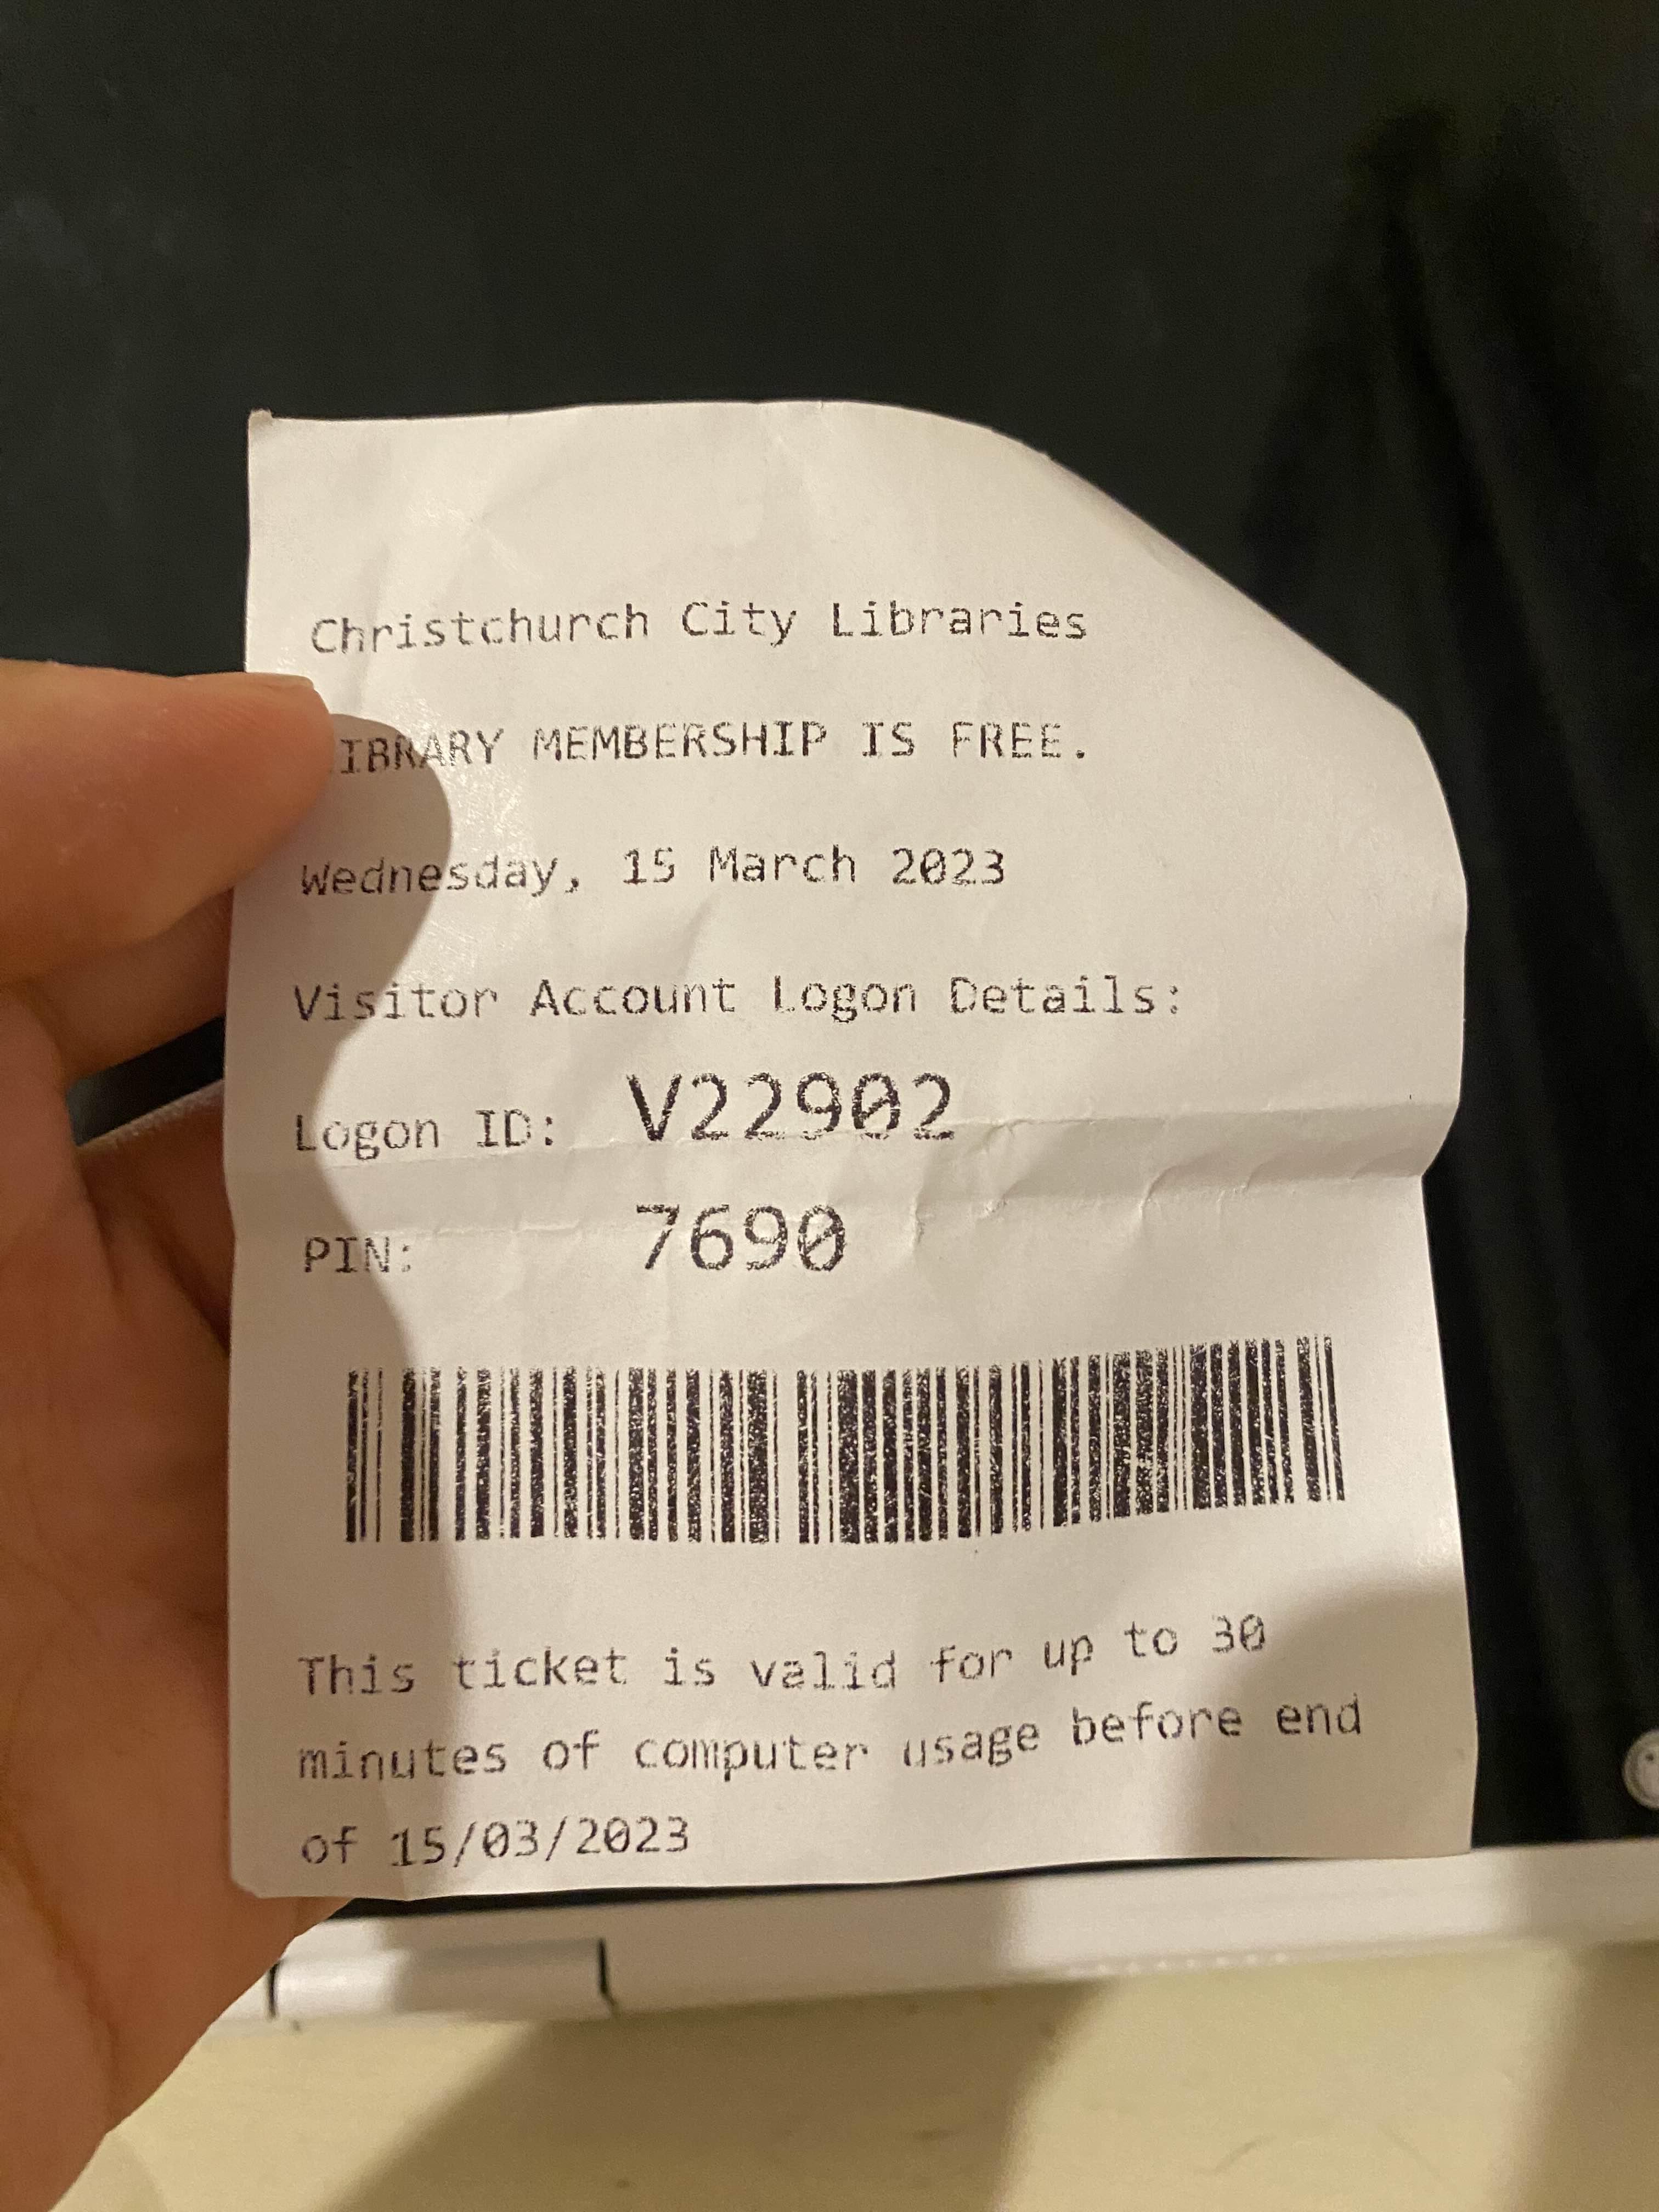 Christchurch City Libraries
LIBRARY MEMBERSHIP IS FREE.
Wednesday, 15 March 2023
Visitor Account Logon Details:
Logon ID: V22902
PIN: 7690
This ticket is valid for up to 30
minutes of computer usage before end
of 15/03/2023